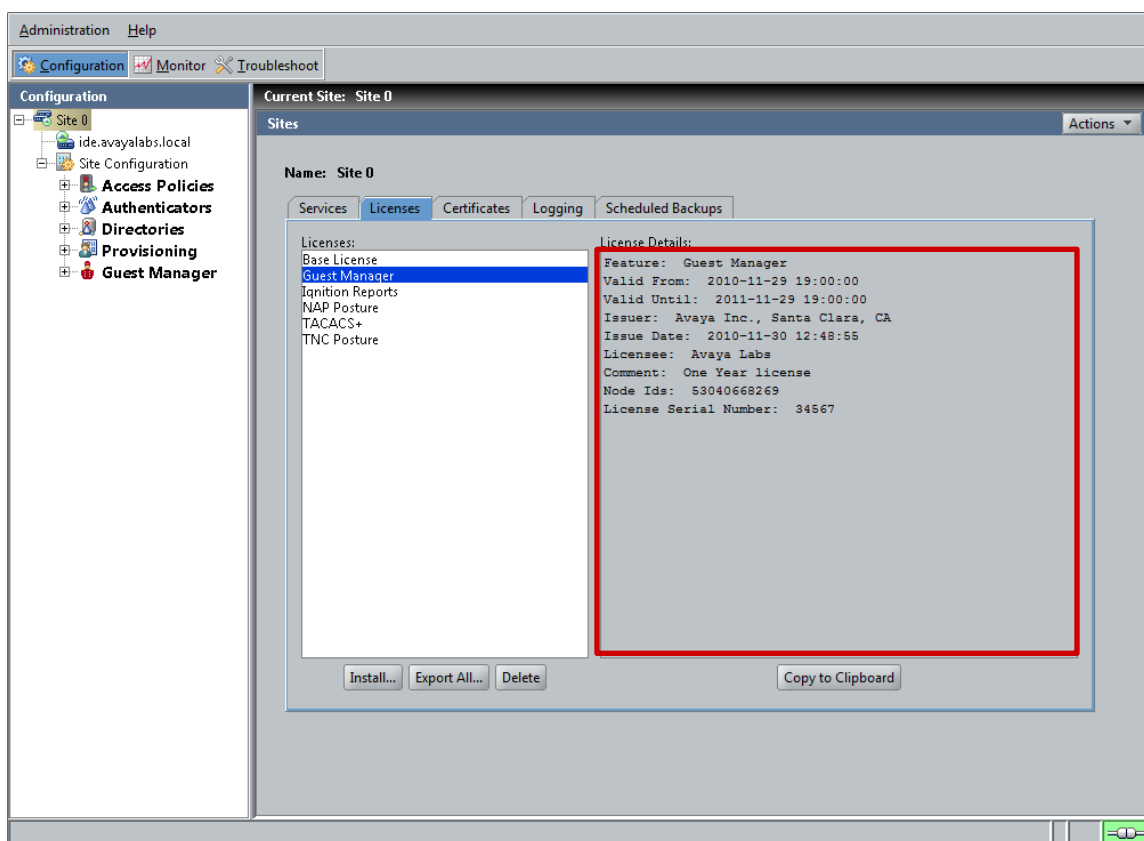 Administration Help
Configuration Monitor Troubleshoot
Configuration
Site 0
ide.avayalabs.local
Site Configuration
Access Policies
Authenticators
Directories
Provisioning
Guest Manager
Current Site: Site 0
Sites Actions
Name: Site 0
Services Licenses Certificates Logging Scheduled Backups
Licenses:
Base License
Guest Manager
Ignition Reports
NAP Posture
TACACS+
TNC Posture
Install... Export All... Delete
License Details:
Feature: Guest Manager
Valid From: 2010-11-29 19:00:00
Valid Until: 2011-11-29 19:00:00
Issuer: Avaya Inc., Santa Clara, CA
Issue Date: 2010-11-30 12:48:55
Licensee: Avaya Labs
Comment: One Year license
Node Ids: 53040668269
License Serial Number: 34567
Copy to Clipboard